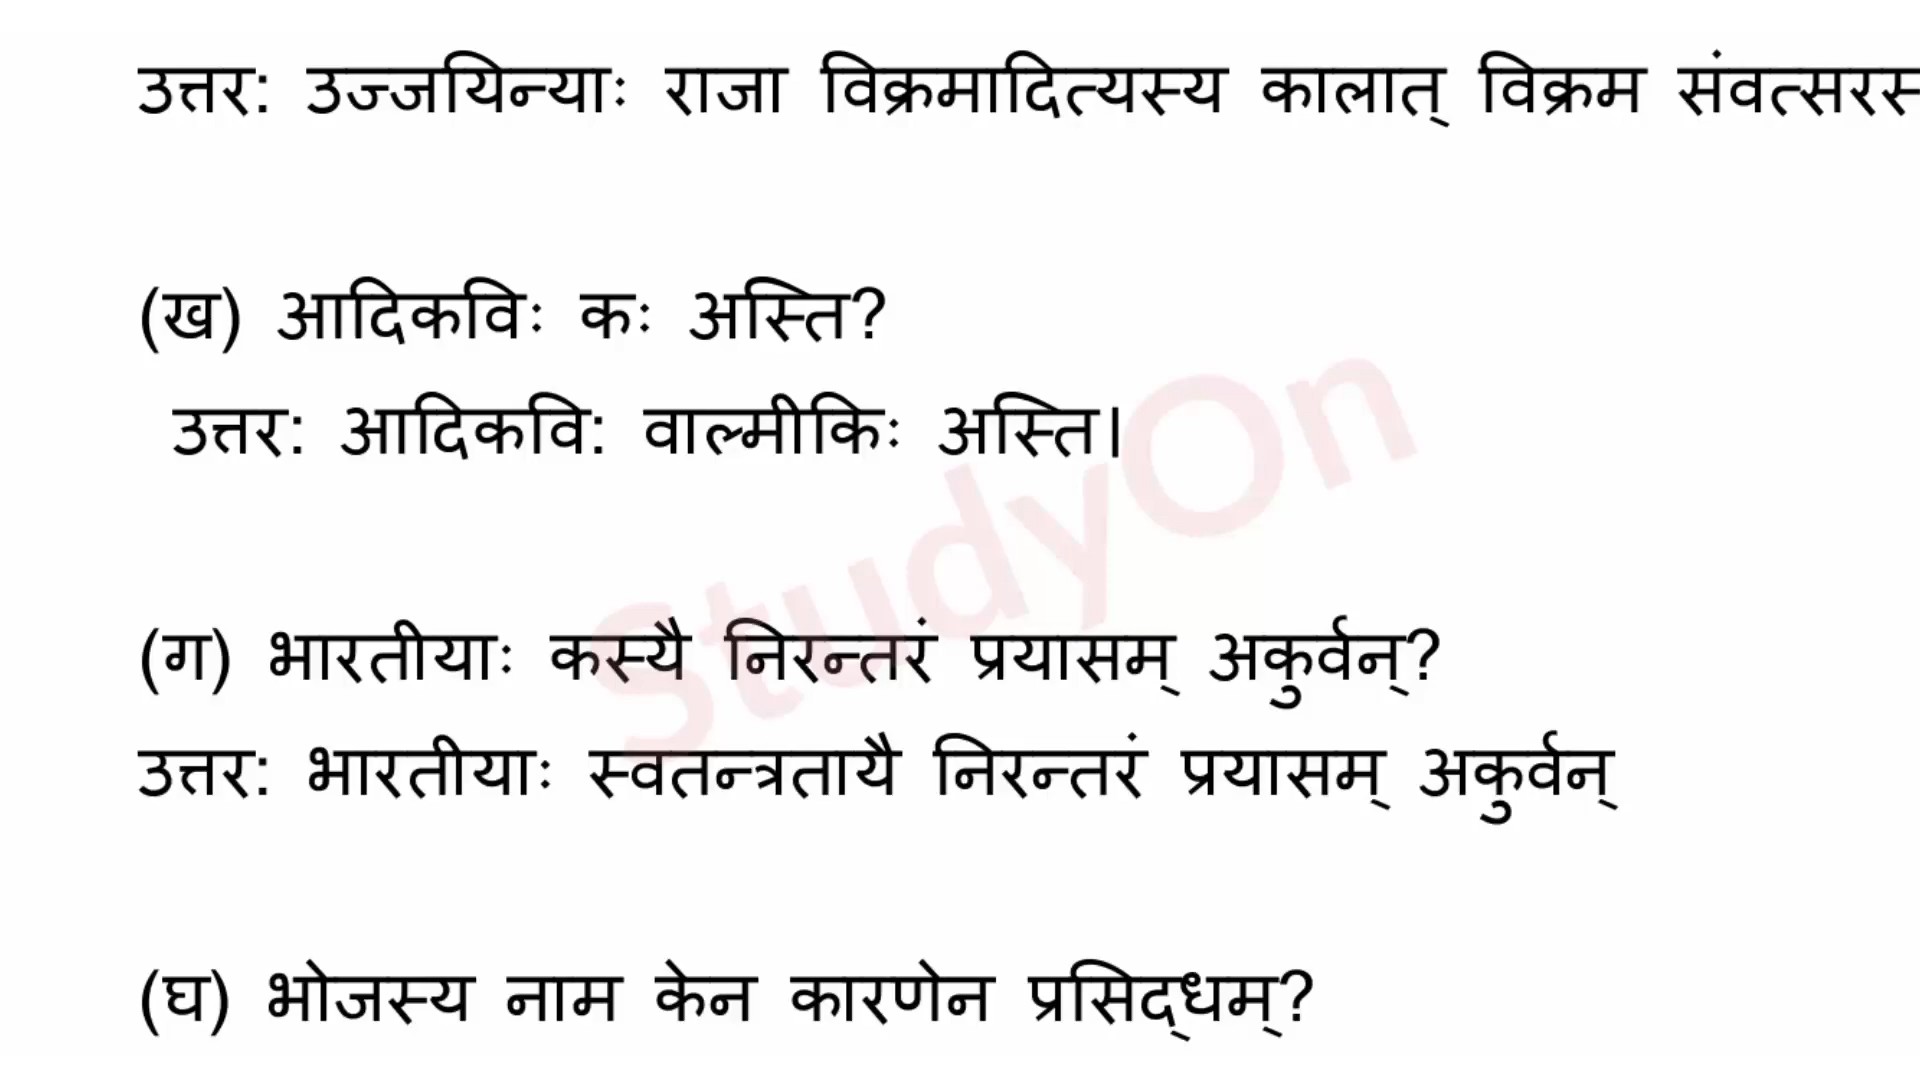 उत्तर: उज्जयिन्याः राजा विक्रमादित्यस्य कालात् विक्रम
(ख) आदिकविः कः अस्ति?
उत्तर: आदिकवि: वाल्मीकिः अस्ति।
(ग) भारतीयाः कस्यै निरन्तरं प्रयासम् अकुर्वन्?
उत्तर: भारतीयाः स्वतन्त्रतायै निरन्तरं प्रयासम् अकुर्वन्
(घ) भोजस्य नाम केन कारणेन प्रसिद्धम्?
StudyOn